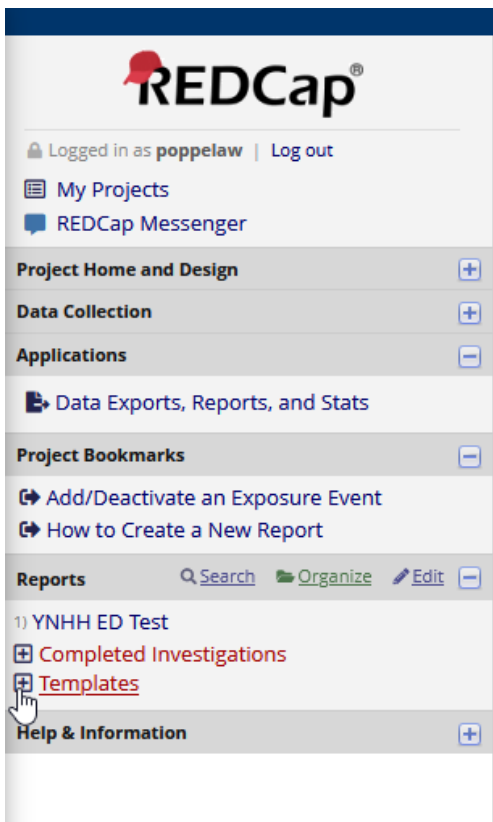 REDCap®
Logged in as poppelaw | Log out
My Projects
REDCap Messenger
Project Home and Design
Data Collection
Applications
Data Exports, Reports, and Stats
Project Bookmarks
Add/Deactivate an Exposure Event
How to Create a New Report
Reports Search Organize Edit
1) YNHH ED Test
Completed Investigations
Templates
Help & Information